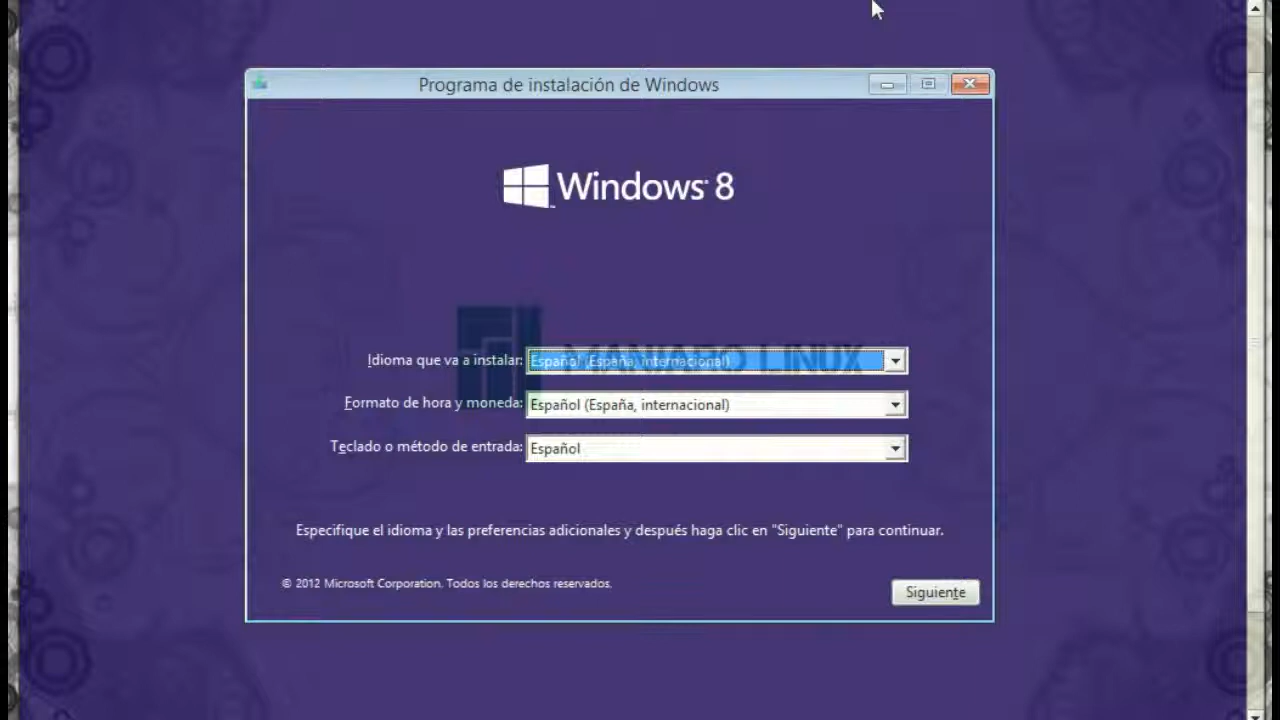 Programa de instalación de Windows
Windows 8
Idioma que va a instalar: Español (España, internacional)
MANJARO LINUX
Formato de hora y moneda: Español (España, internacional)
Teclado o método de entrada: Español
Especifique el idioma y las preferencias adicionales y después haga clic en "Siguiente" para continuar.
© 2012 Microsoft Corporation. Todos los derechos reservados.
Siguiente